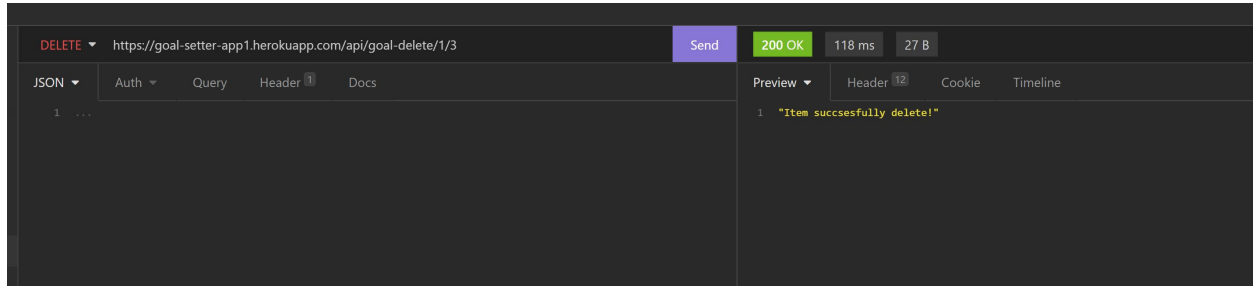 DELETE https://goal-setter-app1.herokuapp.com/api/goal-delete/1/3 Send 200 OK 118 ms 27 B
JSON Auth Query Header 1 Docs Preview Header 12 Cookie Timeline
1 ...
1 "Item succsesfully delete!"